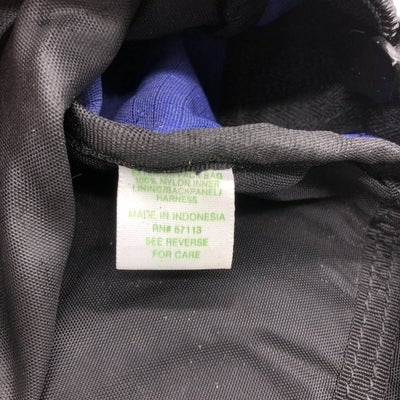 BAG
100% NYLON INNER
LINING/BACKPANEL/
HARNESS
MADE IN INDONESIA
RN# 57113
SEE REVERSE
FOR CARE